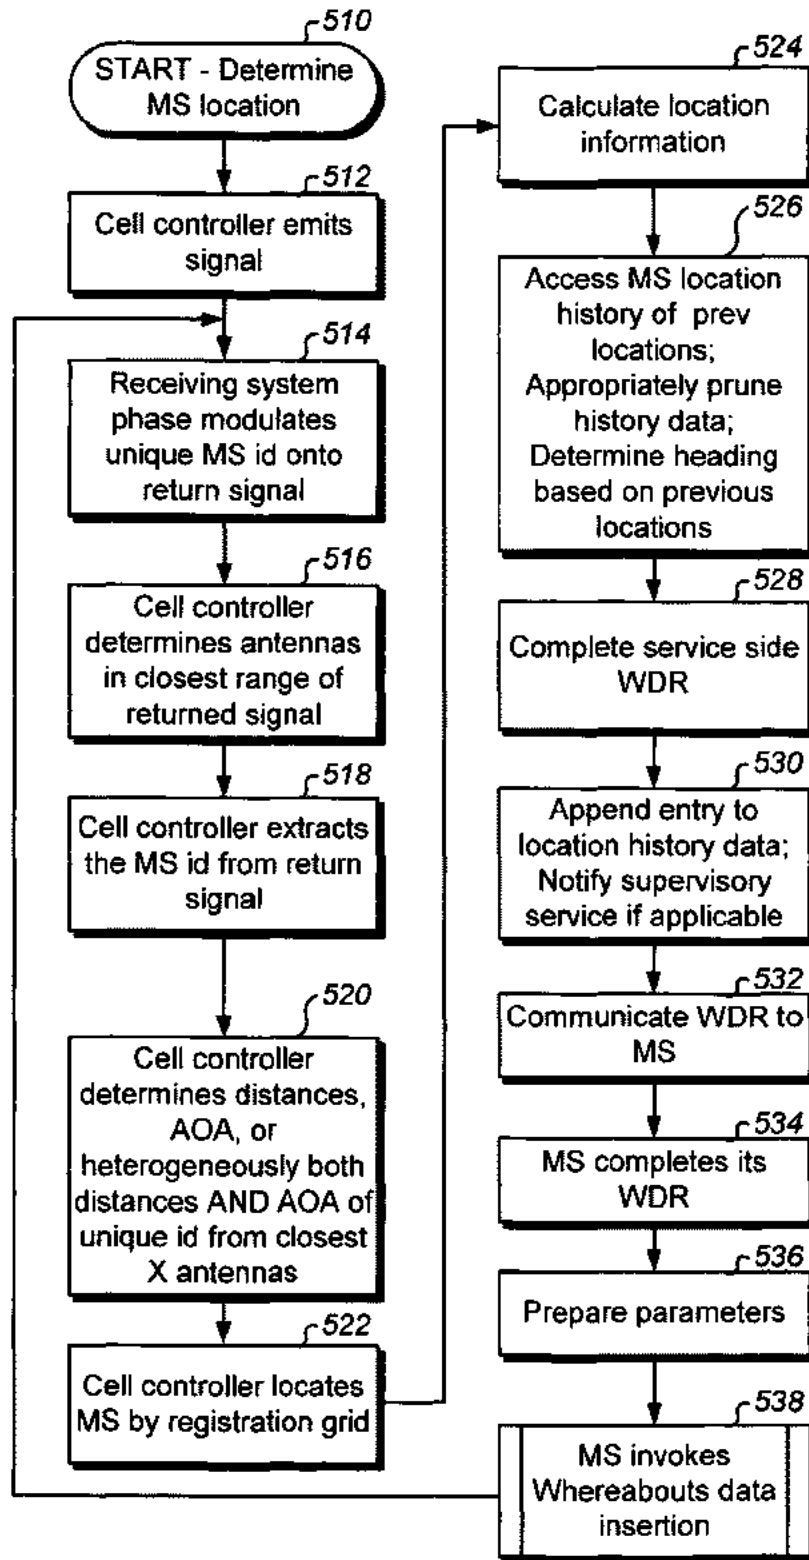 510
START - Determine
MS location
512
Cell controller emits
signal
514
Receiving system
phase modulates
unique MS id onto
return signal
516
Cell controller
determines antennas
in closest range of
returned signal
518
Cell controller extracts
the MS id from return
signal
520
Cell controller
determines distances,
AOA, or
heterogeneously both
distances AND AOA of
unique id from closest
X antennas
522
Cell controller locates
MS by registration grid
524
Calculate location
information
526
Access MS location
history of prev
locations;
Appropriately prune
history data;
Determine heading
based on previous
locations
528
Complete service side
WDR
530
Append entry to
location history data;
Notify supervisory
service if applicable
532
Communicate WDR to
MS
534
MS completes its
WDR
536
Prepare parameters
538
MS invokes
Whereabouts data
insertion